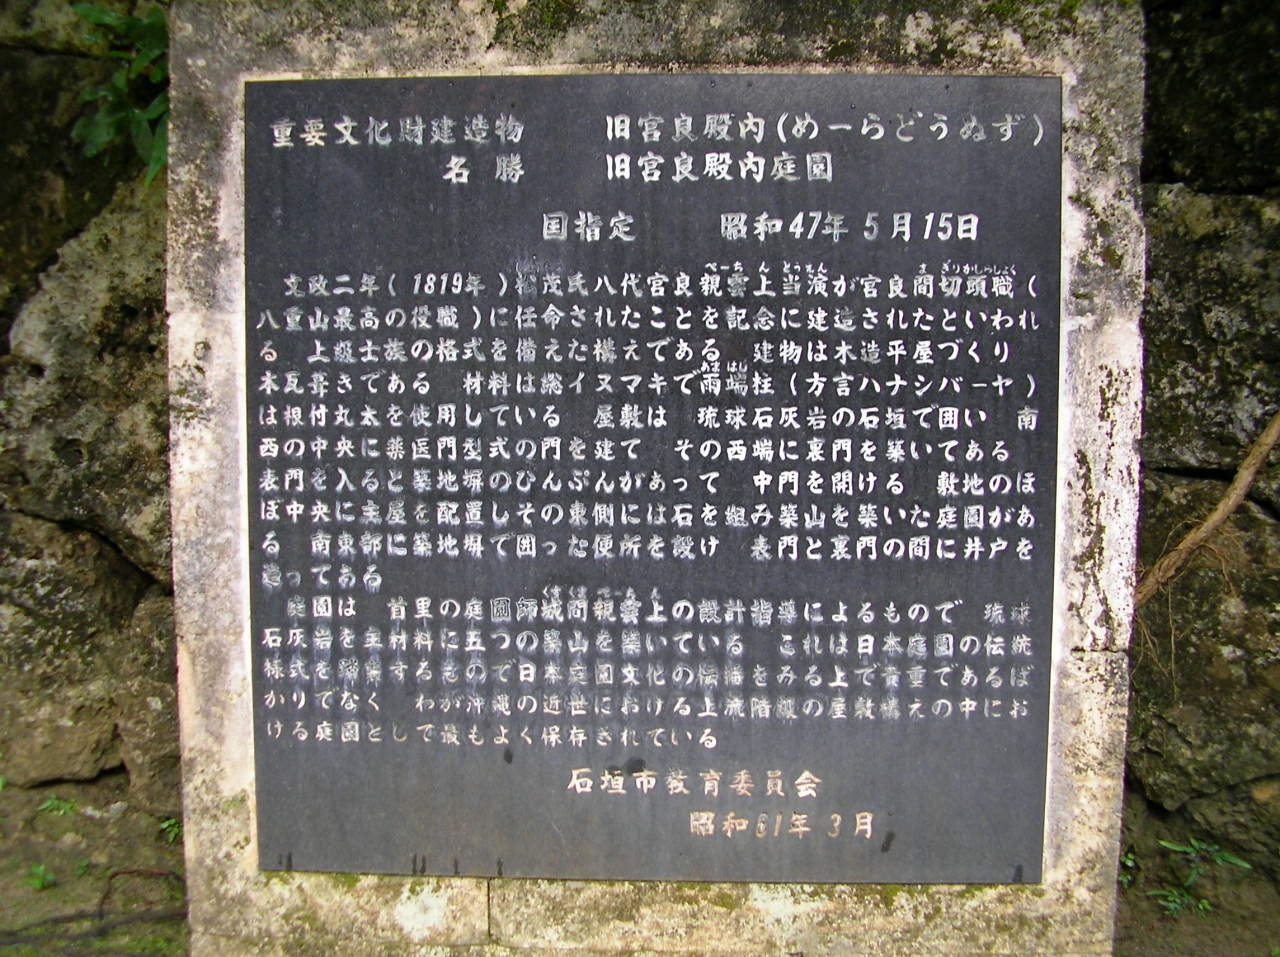 重要文化財建造物 旧宮良殿内(めーらどうぬず)
名勝 旧宮良殿内庭園
国指定 昭和47年5月15日
文政二年(1819年)松茂氏八代宮良親雲上当演が宮良間切頭職(
八重山最高の役職)に任命されたことを記念に建造されたといわれ
る 上級士族の格式を備えた構えである 建物は木造平屋づくり
本瓦葺きである 材料は総イヌマキで雨端柱(方言ハナシバーヤ)
は根付丸太を使用している 屋敷は 琉球石灰岩の石垣で囲い 南
西の中央に薬医門型式の門を建て その西端に裏門を築いてある
表門を入ると築地塀のひんぷんがあって 中門を開ける 敷地のほ
ぼ中央に主屋を配置しその東側には石を組み築山を築いた庭園があ
る 南東部に築地塀で囲った便所を設け 表門と裏門の間に井戸を
造ってある
庭園は 首里の庭園師城間親雲上の設計指導によるもので 琉球
石灰岩を主材料に五つの築山を築いている これは日本庭園の伝統
様式を踏襲するもので日本庭園文化の伝播をみる上で貴重であるば
かりでなく わが沖縄の近世における上流階級の屋敷構えの中にお
ける庭園として最もよく保存されている
石垣市教育委員会
昭和61年3月